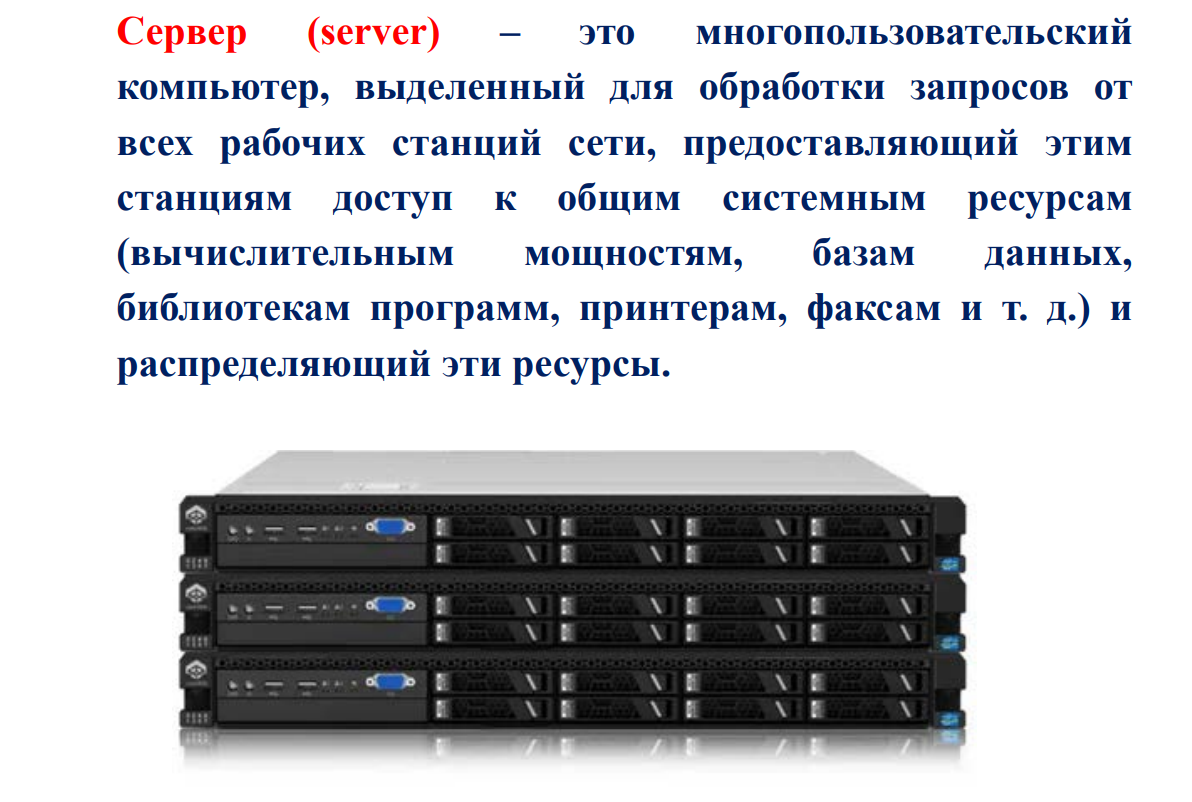 Сервер (server) – это многопользовательский
компьютер, выделенный для обработки запросов от
всех рабочих станций сети, предоставляющий этим
станциям доступ к общим системным ресурсам
(вычислительным мощностям, базам данных,
библиотекам программ, принтерам, факсам и т. д.) и
распределяющий эти ресурсы.